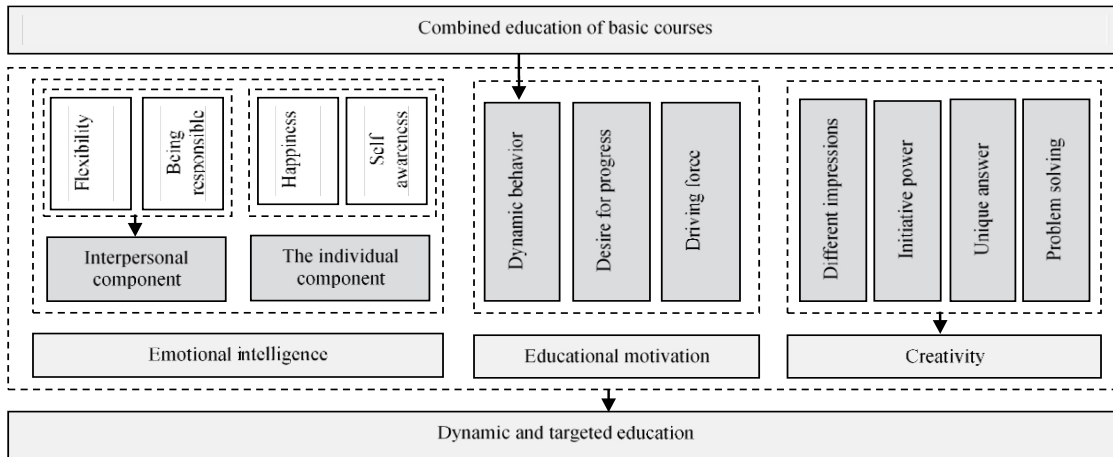 Combined education of basic courses
Flexibility
Being
responsible
Happiness
Self
awareness
Interpersonal
component
The individual
component
Dynamic behavior
Desire for progress
Driving force
Different impressions
Initiative power
Unique answer
Problem solving
Emotional intelligence
Educational motivation
Creativity
Dynamic and targeted education